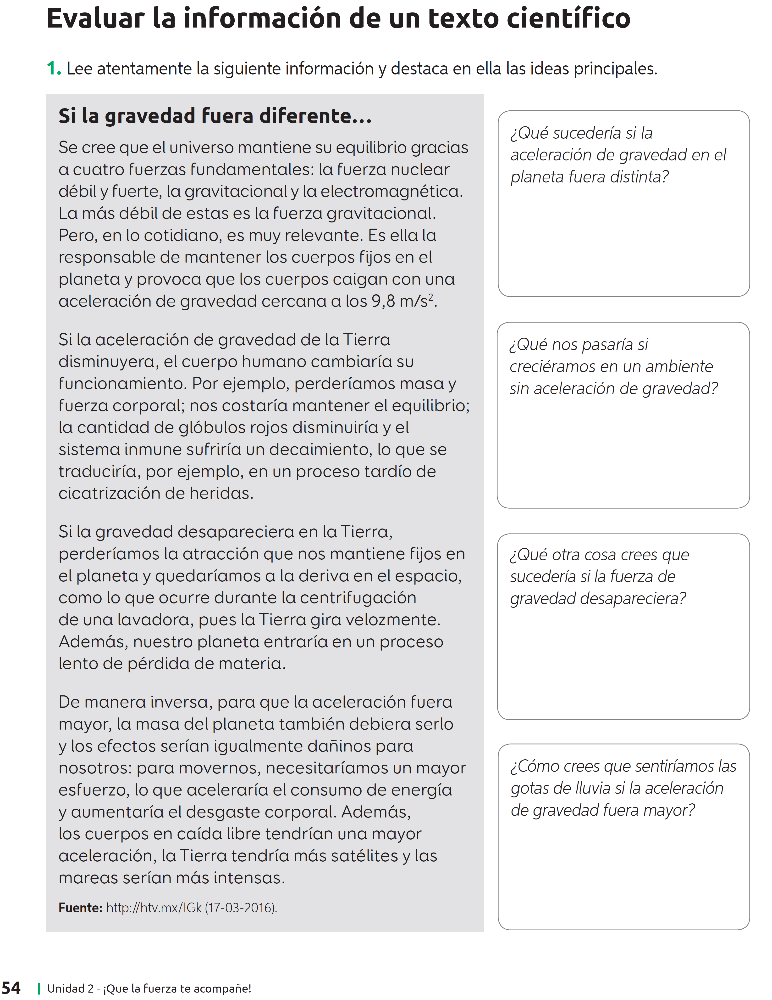 Evaluar la información de un texto científico
1. Lee atentamente la siguiente información y destaca en ella las ideas principales.
Si la gravedad fuera diferente...
Se cree que el universo mantiene su equilibrio gracias
a cuatro fuerzas fundamentales: la fuerza nuclear
débil y fuerte, la gravitacional y la electromagnética.
La más débil de estas es la fuerza gravitacional.
Pero, en lo cotidiano, es muy relevante. Es ella la
responsable de mantener los cuerpos fijos en el
planeta y provoca que los cuerpos caigan con una
aceleración de gravedad cercana a los 9,8 m/s².
Si la aceleración de gravedad de la Tierra
disminuyera, el cuerpo humano cambiaría su
funcionamiento. Por ejemplo, perderíamos masa y
fuerza corporal; nos costaría mantener el equilibrio;
la cantidad de glóbulos rojos disminuiría y el
sistema inmune sufriría un decaimiento, lo que se
traduciría, por ejemplo, en un proceso tardío de
cicatrización de heridas.
Si la gravedad desapareciera en la Tierra,
perderíamos la atracción que nos mantiene fijos en
el planeta y quedaríamos a la deriva en el espacio,
como lo que ocurre durante la centrifugación
de una lavadora, pues la Tierra gira velozmente.
Además, nuestro planeta entraría en un proceso
lento de pérdida de materia.
De manera inversa, para que la aceleración fuera
mayor, la masa del planeta también debiera serlo
y los efectos serían igualmente dañinos para
nosotros: para movernos, necesitaríamos un mayor
esfuerzo, lo que aceleraría el consumo de energía
y aumentaría el desgaste corporal. Además,
los cuerpos en caída libre tendrían una mayor
aceleración, la Tierra tendría más satélites y las
mareas serían más intensas.
Fuente: http://htv.mx/IGk (17-03-2016).
¿Qué sucedería si la
aceleración de gravedad en el
planeta fuera distinta?
¿Qué nos pasaría si
creciéramos en un ambiente
sin aceleración de gravedad?
¿Qué otra cosa crees que
sucedería si la fuerza de
gravedad desapareciera?
¿Cómo crees que sentiríamos las
gotas de lluvia si la aceleración
de gravedad fuera mayor?
54 | Unidad 2 - ¡Que la fuerza te acompañe!